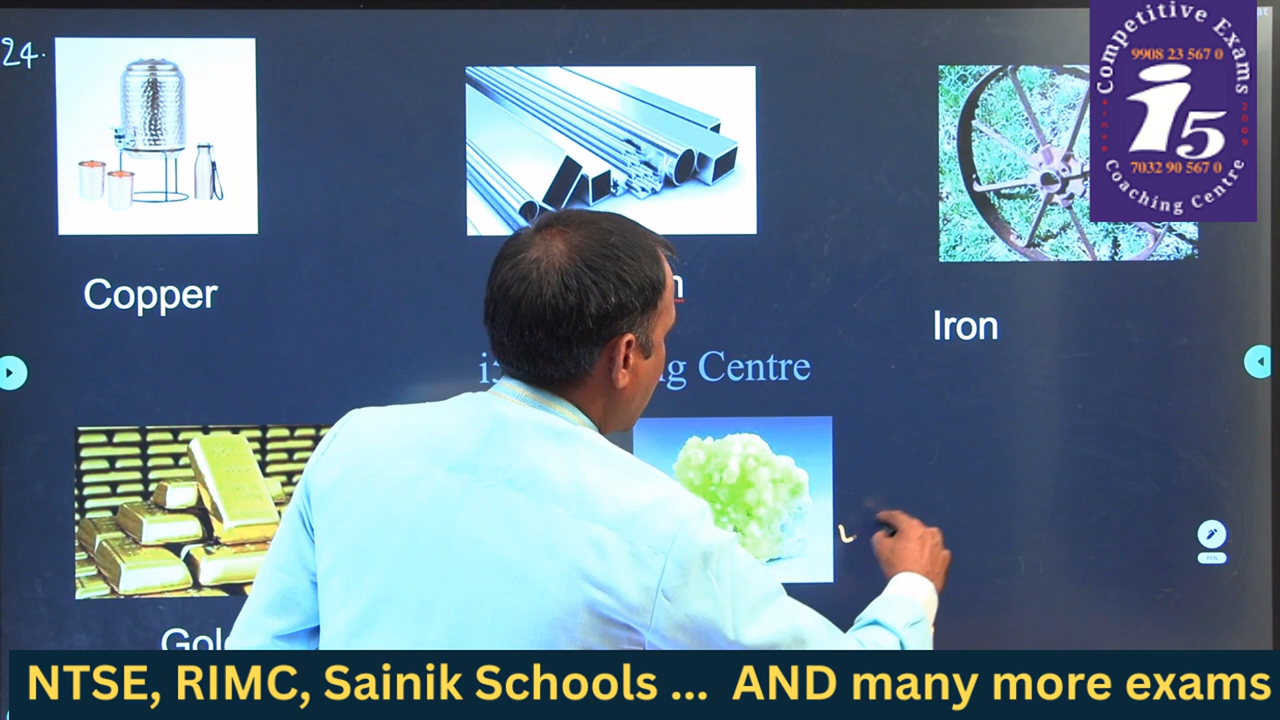 24.
Copper
Iron
g Centre
Gol
Competitive Exams
9908 23 567 0
i5
7032 90 567 0
Coaching Centre
NTSE, RIMC, Sainik Schools ... AND many more exams